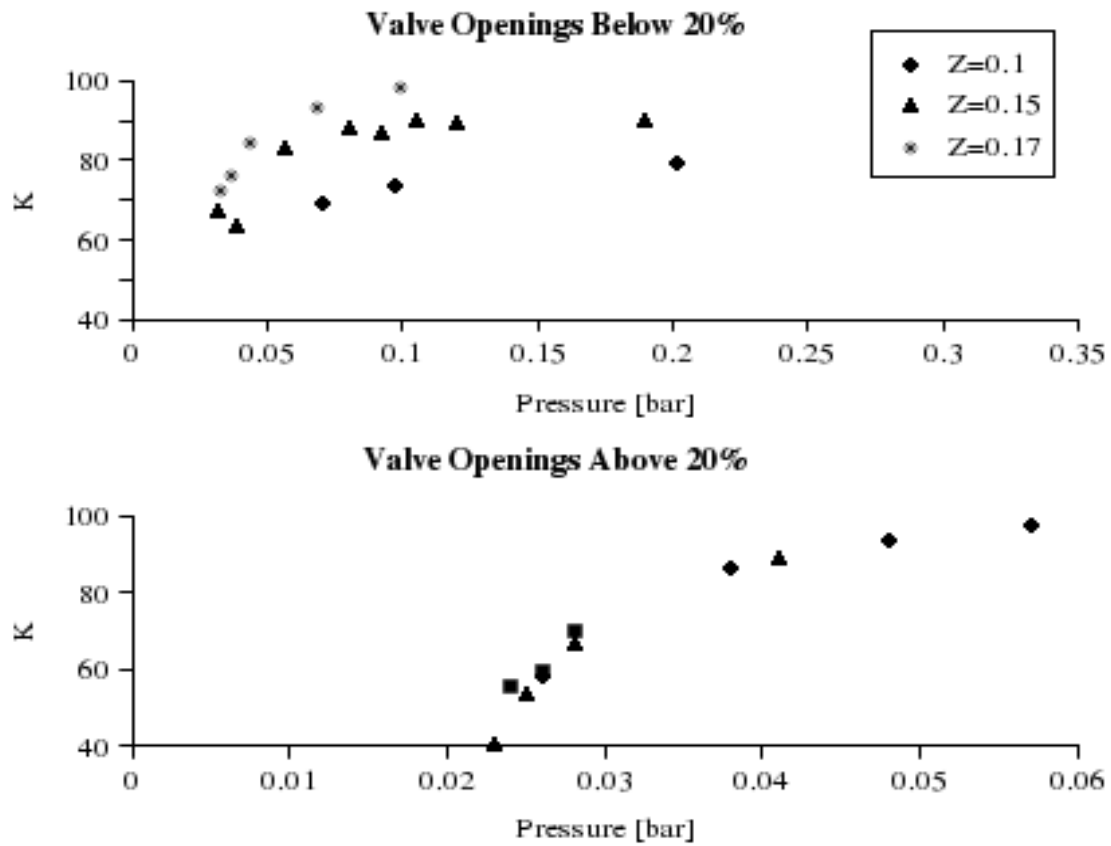 Valve Openings Below 20%
Z=0.1
Z=0.15
Z=0.17
100
80
60
40
K
0 0.05 0.1 0.15 0.2 0.25 0.3 0.35
Pressure [bar]
Valve Openings Above 20%
100
80
60
40
K
0 0.01 0.02 0.03 0.04 0.05 0.06
Pressure [bar]